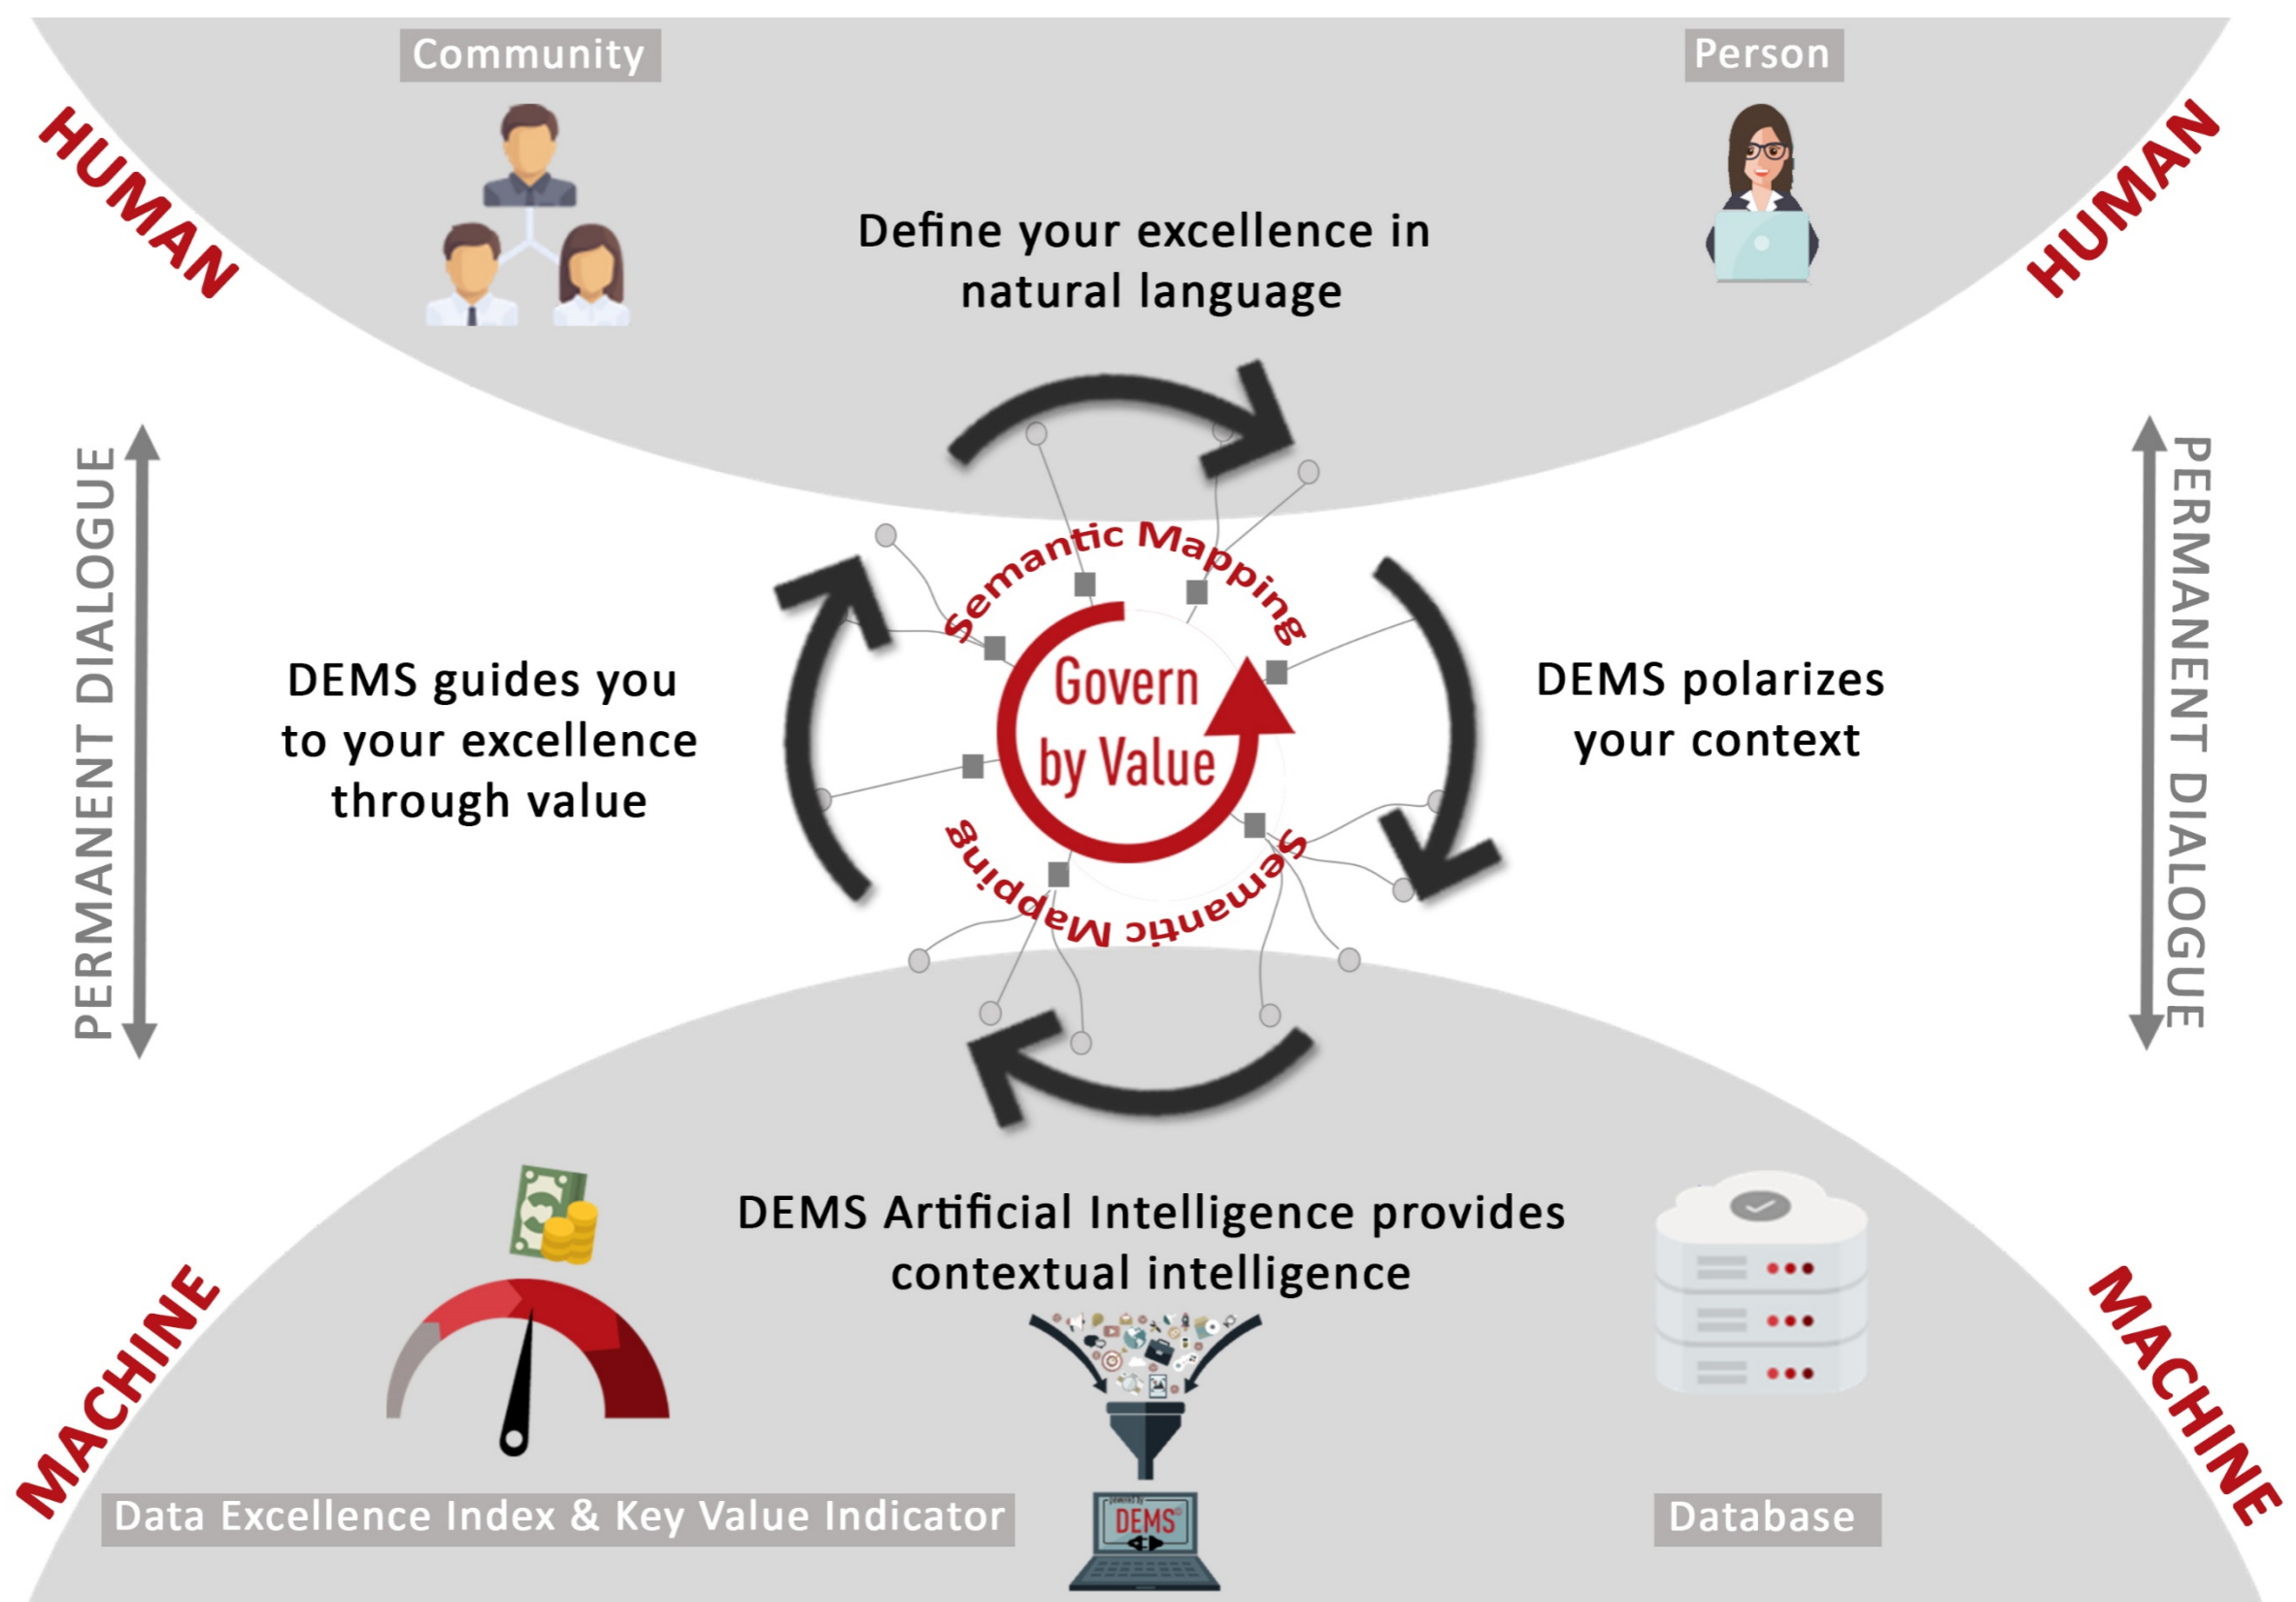 Community
Person
HUMAN
HUMAN
Define your excellence in
natural language
PERMANENT DIALOGUE
PERMANENT DIALOGUE
Semantic Mapping
Govern
by Value
Semantic Mapping
DEMS guides you
to your excellence
through value
DEMS polarizes
your context
DEMS Artificial Intelligence provides
contextual intelligence
MACHINE
MACHINE
Data Excellence Index & Key Value Indicator
powered by
DEMS©
Database